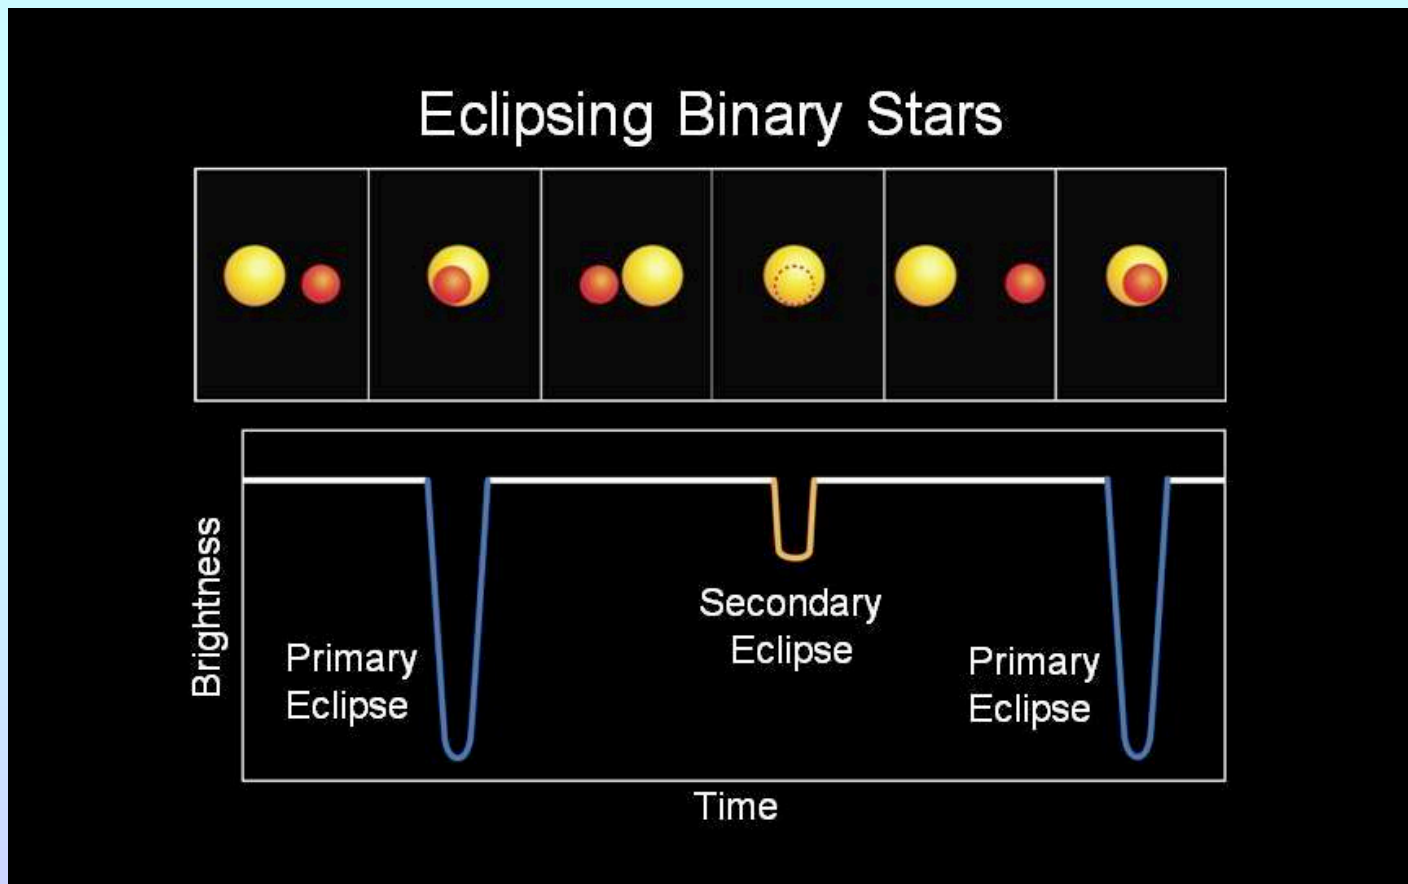 Eclipsing Binary Stars
Brightness
Primary
Eclipse
Secondary
Eclipse
Primary
Eclipse
Time